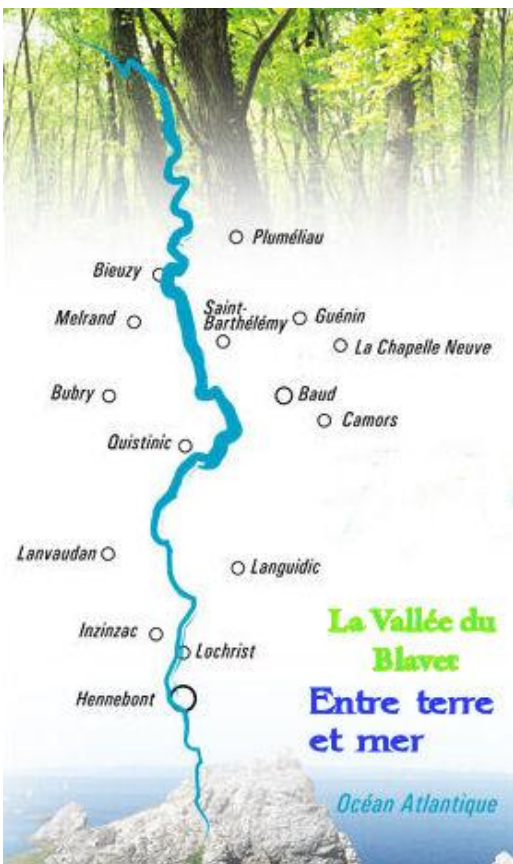 Pluméliau
Bieuzy
Saint-
Barthélémy
Guénin
Melrand
La Chapelle Neuve
Bubry
Baud
Camors
Quistinic
Lanvaudan
Languidic
Inzinzac
Lochrist
Hennebont
La Vallée du
Blavet
Entre terre
et mer
Océan Atlantique